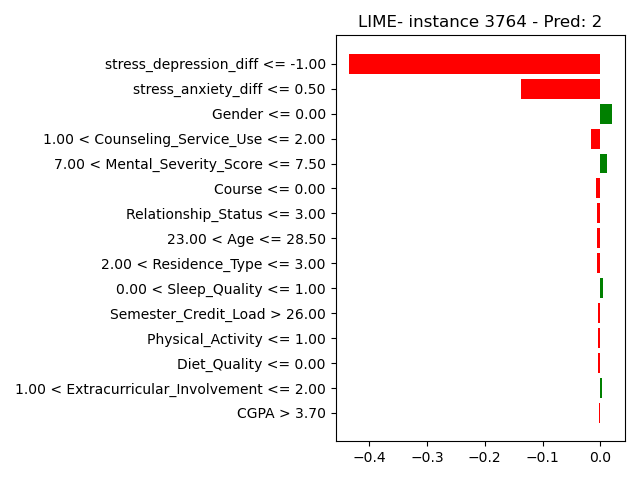 LIME- instance 3764 - Pred: 2
stress_depression_diff <= -1.00
stress_anxiety_diff <= 0.50
Gender <= 0.00
1.00 < Counseling_Service_Use <= 2.00
7.00 < Mental_Severity_Score <= 7.50
Course <= 0.00
Relationship_Status <= 3.00
23.00 < Age <= 28.50
2.00 < Residence_Type <= 3.00
0.00 < Sleep_Quality <= 1.00
Semester_Credit_Load > 26.00
Physical_Activity <= 1.00
Diet_Quality <= 0.00
1.00 < Extracurricular_Involvement <= 2.00
CGPA > 3.70
−0.4 −0.3 −0.2 −0.1 0.0